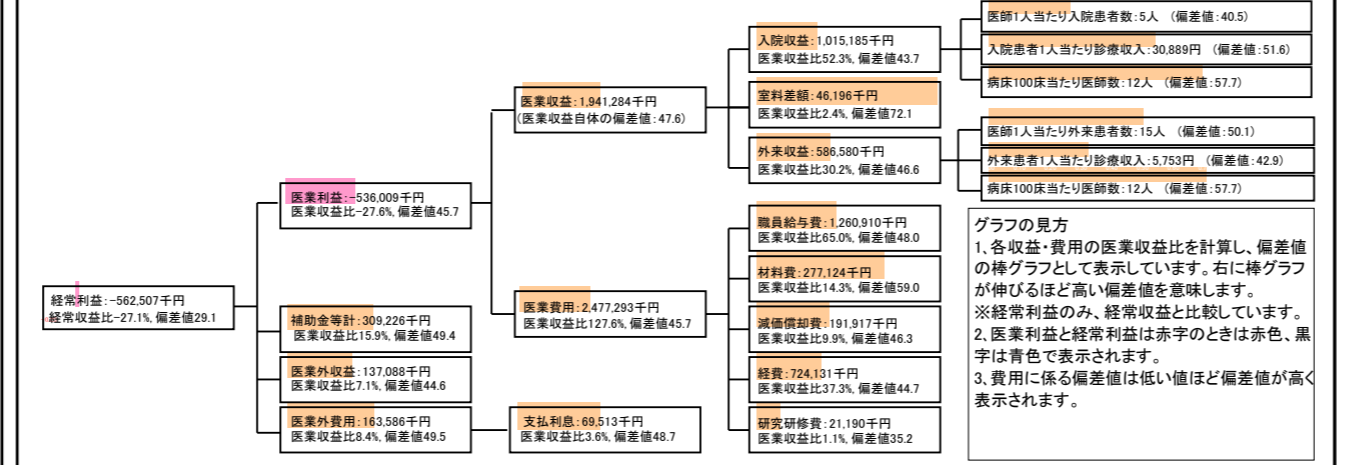 経常利益:-562,507千円
経常収益比-27.1%, 偏差値29.1
医業利益:-536,009千円
医業収益比-27.6%, 偏差値45.7
補助金等計:309,226千円
医業収益比15.9%, 偏差値49.4
医業外収益:137,088千円
医業収益比7.1%, 偏差値44.6
医業外費用:163,586千円
医業収益比8.4%, 偏差値49.5
医業収益:1,941,284千円
(医業収益自体の偏差値:47.6)
医業費用:2,477,293千円
医業収益比127.6%, 偏差値45.7
支払利息:69,513千円
医業収益比3.6%, 偏差値48.7
入院収益:1,015,185千円
医業収益比52.3%, 偏差値43.7
室料差額:46,196千円
医業収益比2.4%, 偏差値72.1
外来収益:586,580千円
医業収益比30.2%, 偏差値46.6
職員給与費:1,260,910千円
医業収益比65.0%, 偏差値48.0
材料費:277,124千円
医業収益比14.3%, 偏差値59.0
減価償却費:191,917千円
医業収益比9.9%, 偏差値46.3
経費:724,131千円
医業収益比37.3%, 偏差値44.7
研究研修費:21,190千円
医業収益比1.1%, 偏差値35.2
医師1人当たり入院患者数:5人 (偏差値:40.5)
入院患者1人当たり診療収入:30,889円 (偏差値:51.6)
病床100床当たり医師数:12人 (偏差値:57.7)
医師1人当たり外来患者数:15人 (偏差値:50.1)
外来患者1人当たり診療収入:5,753円 (偏差値:42.9)
病床100床当たり医師数:12人 (偏差値:57.7)
グラフの見方
1、各収益・費用の医業収益比を計算し、偏差値
の棒グラフとして表示しています。右に棒グラフ
が伸びるほど高い偏差値を意味します。
※経常利益のみ、経常収益と比較しています。
2、医業利益と経常利益は赤字のときは赤色、黒
字は青色で表示されます。
3、費用に係る偏差値は低い値ほど偏差値が高く
表示されます。